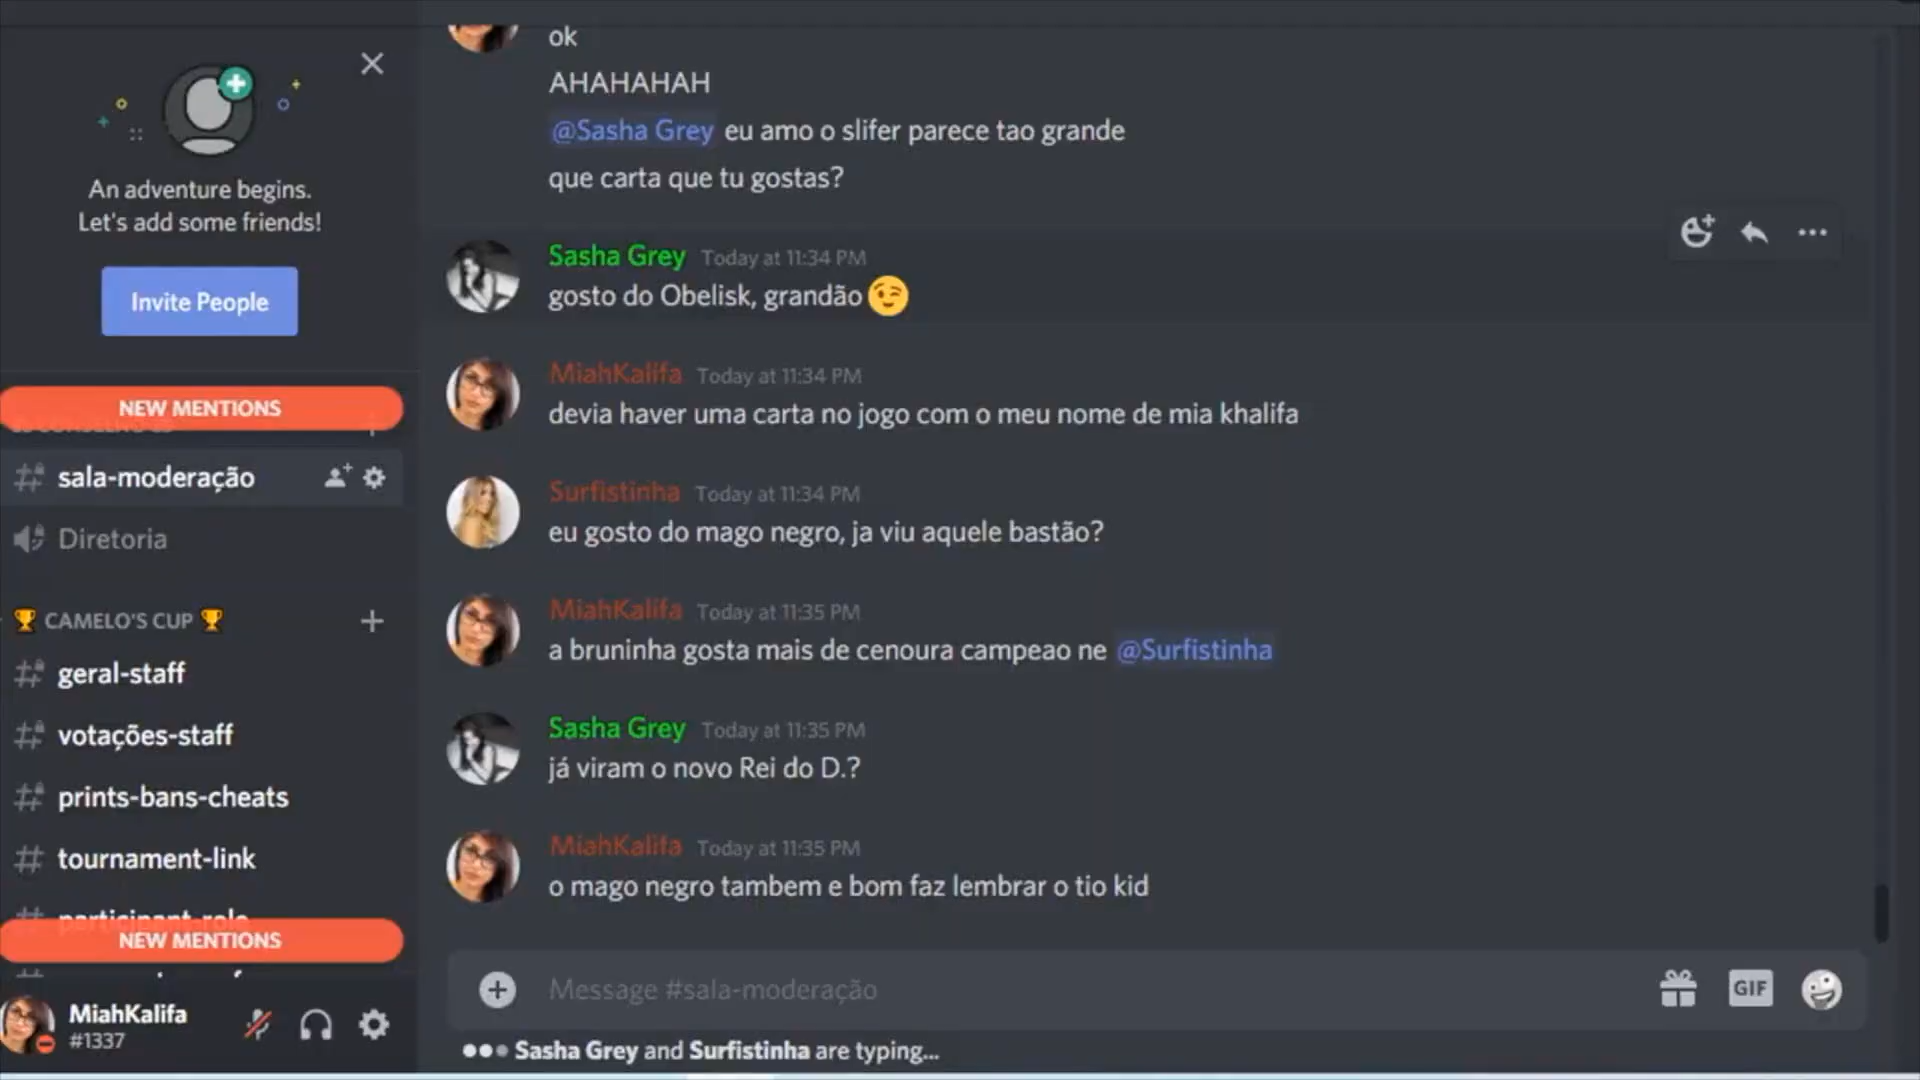 An adventure begins.
Let's add some friends!
Invite People
NEW MENTIONS
sala-moderação
Diretoria
CAMELO'S CUP
geral-staff
votações-staff
prints-bans-cheats
tournament-link
participant-role
NEW MENTIONS
MiahKalifa
#1337
ok
AHAHAHAH
@Sasha Grey eu amo o slifer parece tao grande
que carta que tu gostas?
Sasha Grey Today at 11:34 PM
gosto do Obelisk, grandão
MiahKalifa Today at 11:34 PM
devia haver uma carta no jogo com o meu nome de mia khalifa
Surfistinha Today at 11:34 PM
eu gosto do mago negro, ja viu aquele bastão?
MiahKalifa Today at 11:35 PM
a bruninha gosta mais de cenoura campeao ne @Surfistinha
Sasha Grey Today at 11:35 PM
já viram o novo Rei do D.?
MiahKalifa Today at 11:35 PM
o mago negro tambem e bom faz lembrar o tio kid
Message #sala-moderação
GIF
Sasha Grey and Surfistinha are typing...